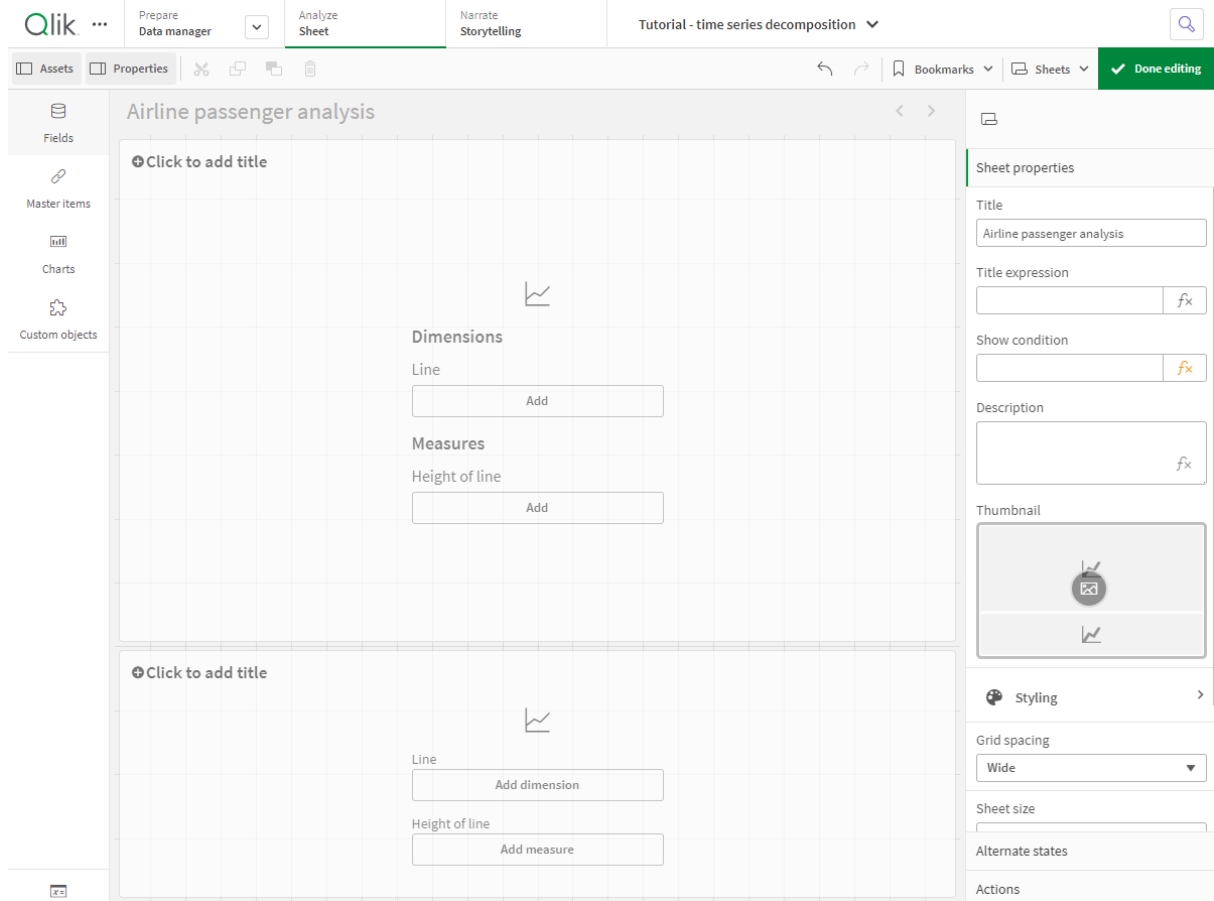 Qlik
Prepare
Data manager
Analyze
Sheet
Narrate
Storytelling
Tutorial - time series decomposition
Assets
Properties
Bookmarks
Sheets
Done editing
Fields
Master items
Charts
Custom objects
Airline passenger analysis
Click to add title
Dimensions
Line
Add
Measures
Height of line
Add
Click to add title
Line
Add dimension
Height of line
Add measure
Sheet properties
Title
Airline passenger analysis
Title expression
fx
Show condition
fx
Description
fx
Thumbnail
Styling
Grid spacing
Wide
Sheet size
Alternate states
Actions
x=